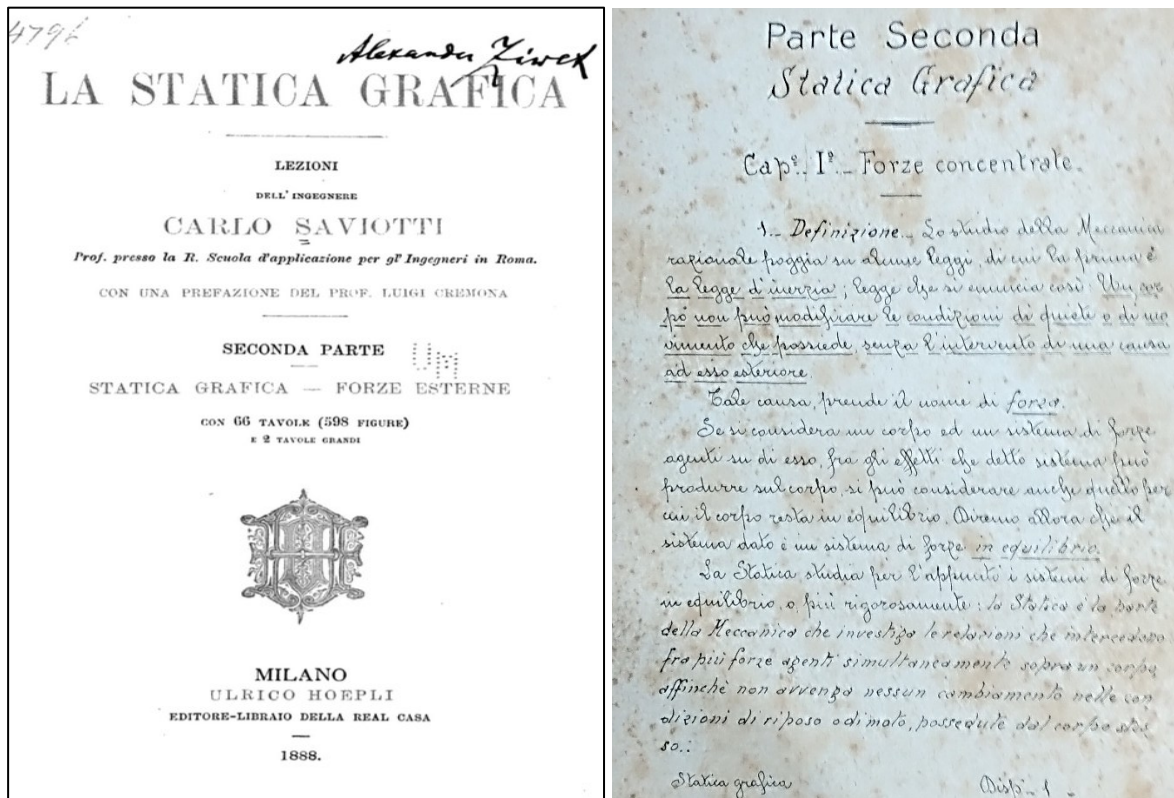 4796
Alexander Ziwet
LA STATICA GRAFICA
LEZIONI
DELL' INGEGNERE
CARLO SAVIOTTI
Prof. presso la R. Scuola d'applicazione per gl' Ingegneri in Roma.
CON UNA PREFAZIONE DEL PROF. LUIGI CREMONA
SECONDA PARTE
STATICA GRAFICA — FORZE ESTERNE
CON 66 TAVOLE (598 FIGURE)
E 2 TAVOLE GRANDI
MILANO
ULRICO HOEPLI
EDITORE-LIBRAIO DELLA REAL CASA
1888.
Parte Seconda
Statica Grafica
Capº. Iº. - Forze concentrate.
1.- Definizione.- Lo studio della Meccanica
razionale poggia su alcune leggi, di cui la prima è
la legge d'inerzia, legge che si enuncia così: Un cor
po non può modificare le condizioni di quiete o di mo
vimento che possiede, senza l'intervento di una causa
ad esso esteriore.
Tale causa, prende il nome di forza.
Se si considera un corpo ed un sistema di forze
agenti su di esso, fra gli effetti che detto sistema può
produrre sul corpo, si può considerare anche quello per
cui il corpo resta in equilibrio. Diremo allora che il
sistema dato è un sistema di forze in equilibrio.
La Statica studia per l'appunto i sistemi di forze
in equilibrio, o, più rigorosamente: la Statica è la parte
della Meccanica che investiga le relazioni che intercedono
fra più forze agenti simultaneamente sopra un corpo,
affinchè non avvenga nessun cambiamento nelle con
dizioni di riposo o di moto, possedute dal corpo stes
so.:
Statica grafica Disp- 1 -